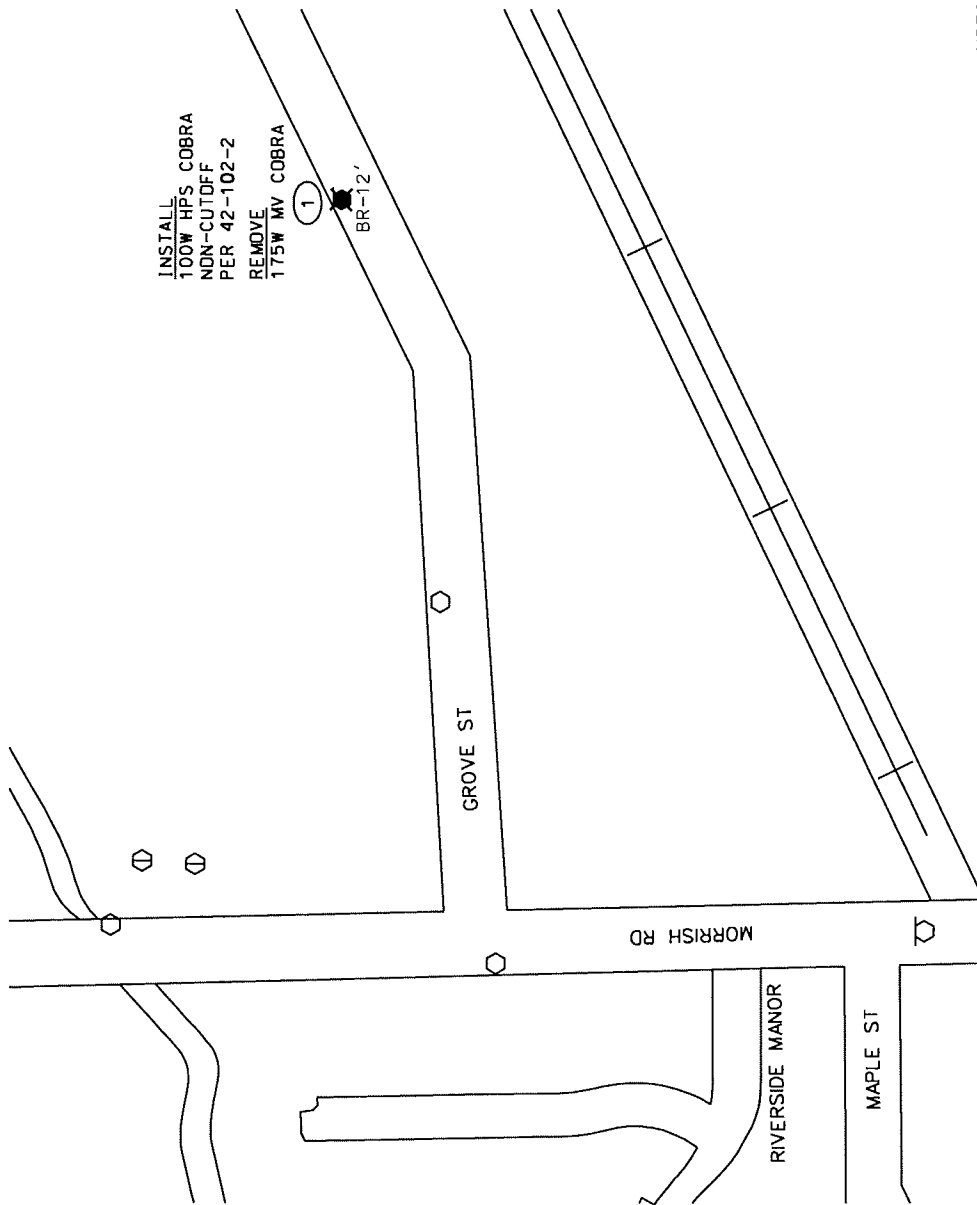 INSTALL
100W HPS COBRA
NON-CUTOFF
PER 42-102-2
REMOVE
175W MV COBRA
1
BR-12'
GROVE ST
MORRISH RD
RIVERSIDE MANOR
MAPLE ST